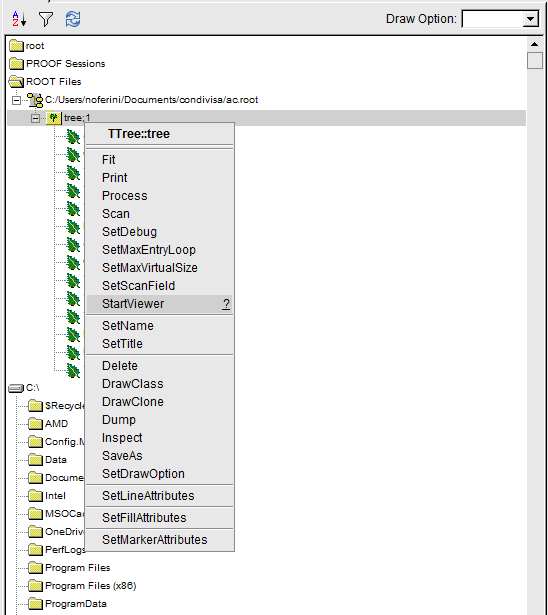 A
Z
Draw Option:
root
PROOF Sessions
ROOT Files
C:/Users/noferini/Documents/condivisa/ac.root
tree;1
TTree::tree
Fit
Print
Process
Scan
SetDebug
SetMaxEntryLoop
SetMaxVirtualSize
SetScanField
StartViewer ?
SetName
SetTitle
Delete
DrawClass
DrawClone
Dump
Inspect
SaveAs
SetDrawOption
SetLineAttributes
SetFillAttributes
SetMarkerAttributes
C:\
$Recycle
AMD
Config.M
Data
Docume
Intel
MSOCac
OneDrive
PerfLogs
Program Files
Program Files (x86)
ProgramData